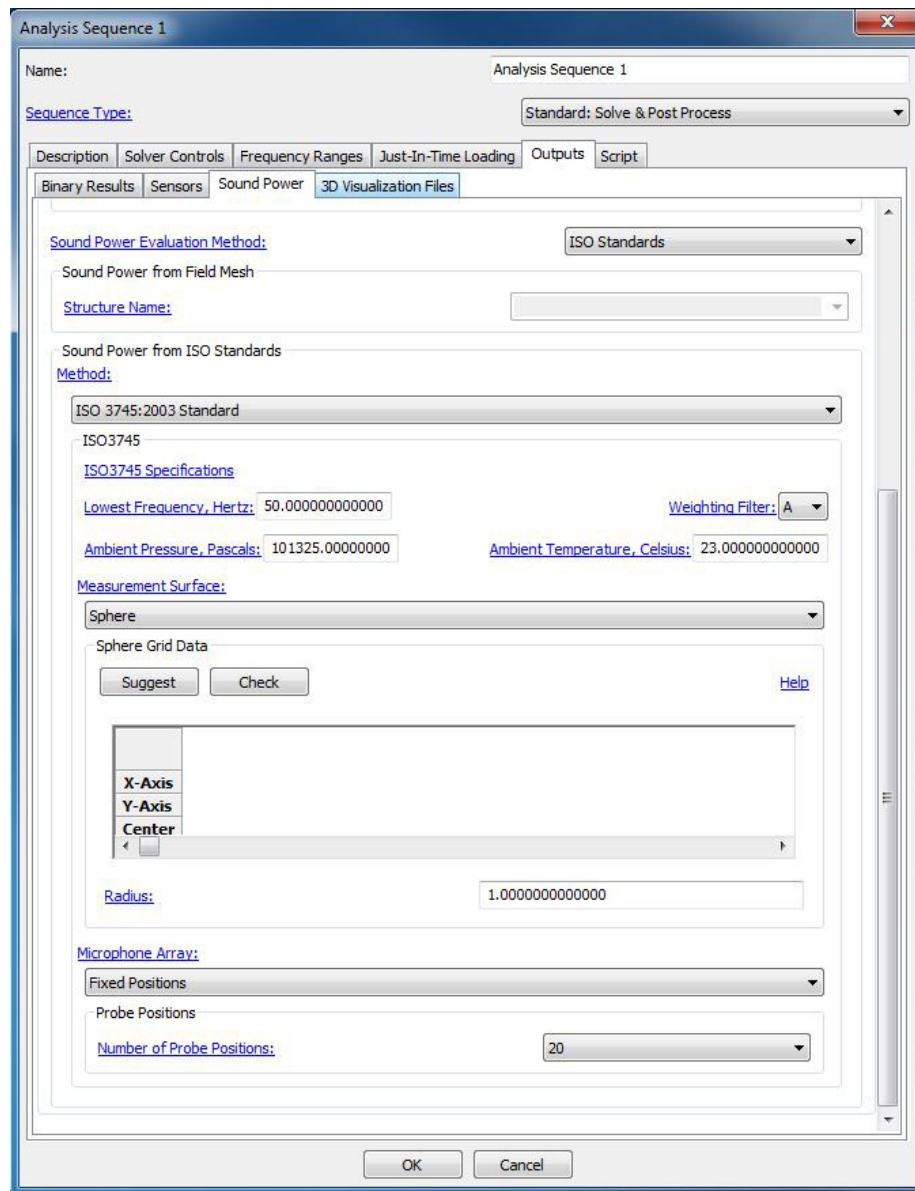 Analysis Sequence 1
Name: Analysis Sequence 1
Sequence Type: Standard: Solve & Post Process
Description Solver Controls Frequency Ranges Just-In-Time Loading Outputs Script
Binary Results Sensors Sound Power 3D Visualization Files
Sound Power Evaluation Method: ISO Standards
Sound Power from Field Mesh
Structure Name:
Sound Power from ISO Standards
Method:
ISO 3745:2003 Standard
ISO3745
ISO3745 Specifications
Lowest Frequency, Hertz: 50.000000000000 Weighting Filter: A
Ambient Pressure, Pascals: 101325.00000000 Ambient Temperature, Celsius: 23.000000000000
Measurement Surface:
Sphere
Sphere Grid Data
Suggest Check Help
X-Axis
Y-Axis
Center
Radius: 1.0000000000000
Microphone Array:
Fixed Positions
Probe Positions
Number of Probe Positions: 20
OK Cancel